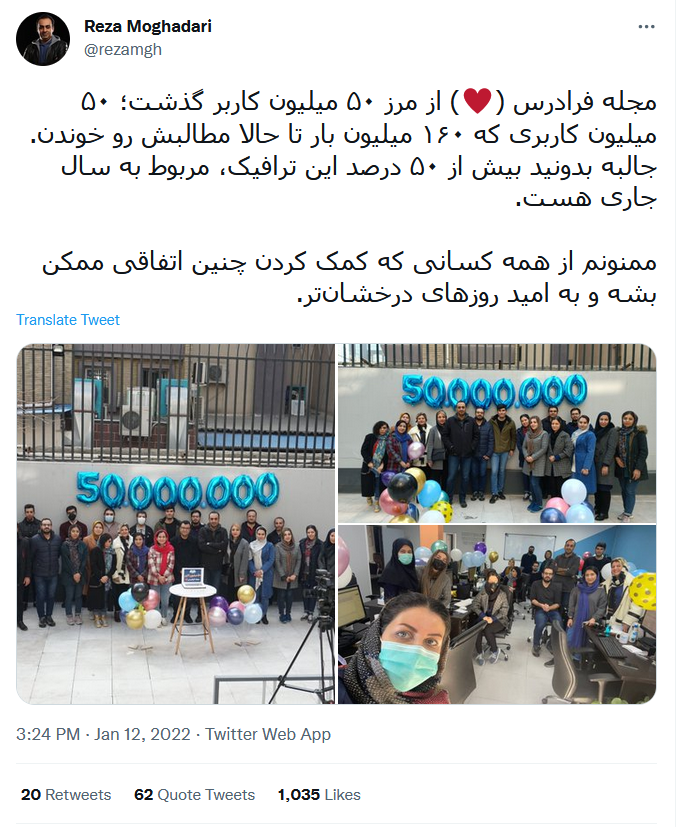 Reza Moghadari
@rezamgh
مجله فرادرس (♥) از مرز ۵۰ میلیون کاربر گذشت؛ ۵۰
میلیون کاربری که ۱۶۰ میلیون بار تا حالا مطالبش رو خوندن.
جالبه بدونید بیش از ۵۰ درصد این ترافیک، مربوط به سال
جاری هست.
ممنونم از همه کسانی که کمک کردن چنین اتفاقی ممکن
بشه و به امید روزهای درخشان‌تر.
Translate Tweet
50,000,000
50,000,000
3:24 PM · Jan 12, 2022 · Twitter Web App
20 Retweets 62 Quote Tweets 1,035 Likes